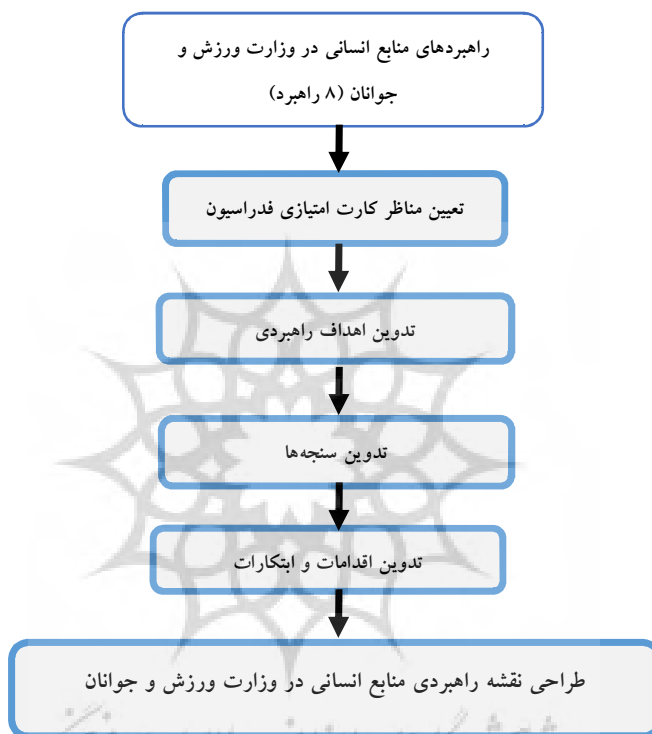 راهبردهای منابع انسانی در وزارت ورزش و
جوانان (۸ راهبرد)
تعیین مناظر کارت امتیازی فدراسیون
تدوین اهداف راهبردی
تدوین سنجه‌ها
تدوین اقدامات و ابتکارات
طراحی نقشه راهبردی منابع انسانی در وزارت ورزش و جوانان